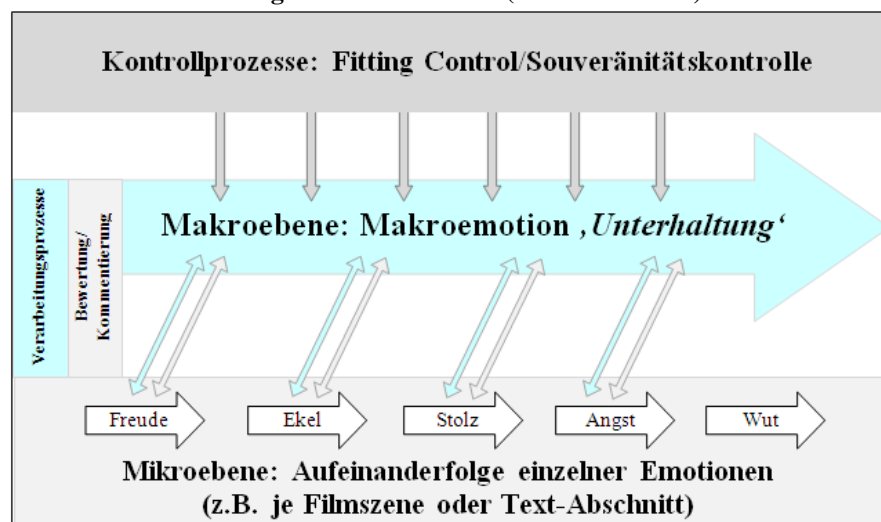 Kontrollprozesse: Fitting Control/Souveränitätskontrolle
Verarbeitungsprozesse
Bewertung/
Kommentierung
Makroebene: Makroemotion ‚Unterhaltung‘
Freude
Ekel
Stolz
Angst
Wut
Mikroebene: Aufeinanderfolge einzelner Emotionen
(z.B. je Filmszene oder Text-Abschnitt)